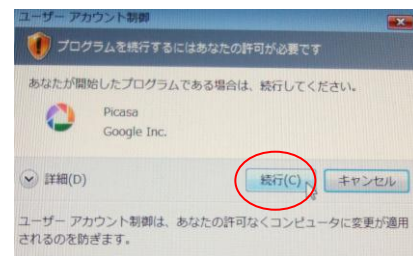 ユーザー アカウント制御
プログラムを続行するにはあなたの許可が必要です
あなたが開始したプログラムである場合は、続行してください。
Picasa
Google Inc.
詳細(D)
続行(C)
キャンセル
ユーザー アカウント制御は、あなたの許可なくコンピュータに変更が適用
されるのを防ぎます。